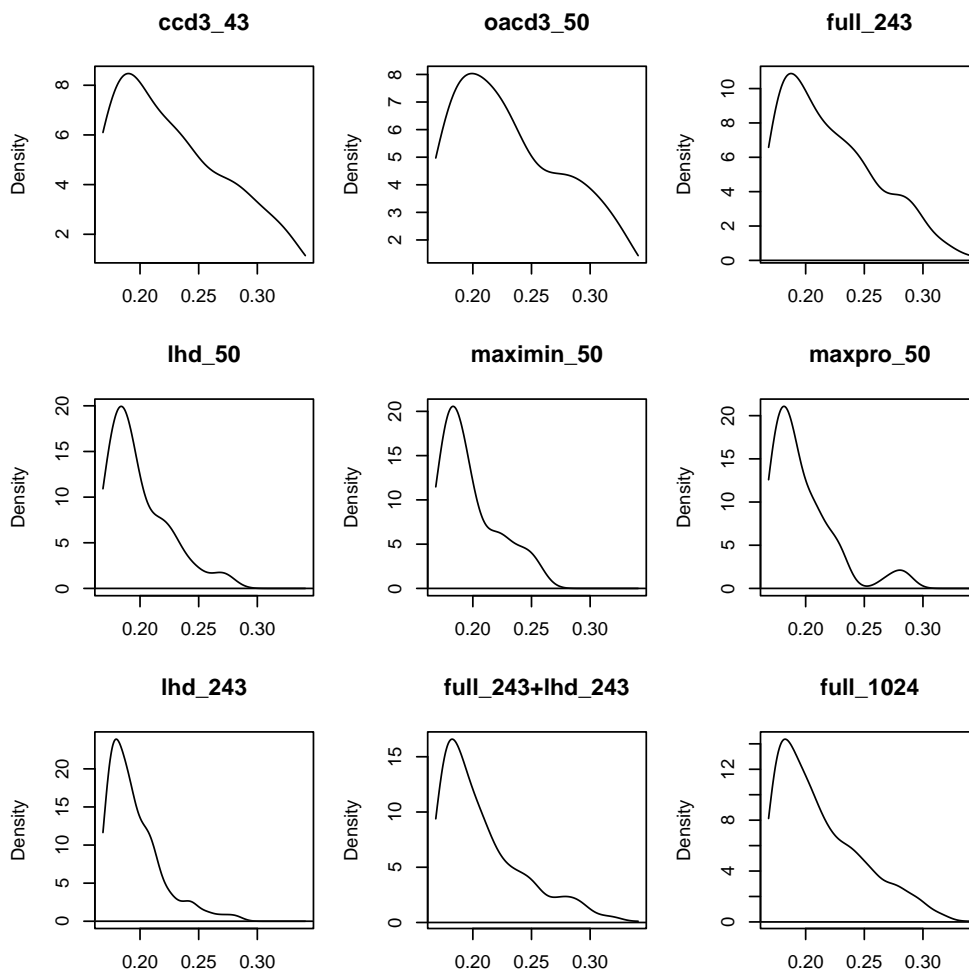 ccd3_43
Density
2 4 6 8
0.20 0.25 0.30
oacd3_50
Density
2 3 4 5 6 7 8
0.20 0.25 0.30
full_243
Density
0 2 4 6 8 10
0.20 0.25 0.30
lhd_50
Density
0 5 10 15 20
0.20 0.25 0.30
maximin_50
Density
0 5 10 15 20
0.20 0.25 0.30
maxpro_50
Density
0 5 10 15 20
0.20 0.25 0.30
lhd_243
Density
0 5 10 15 20
0.20 0.25 0.30
full_243+lhd_243
Density
0 5 10 15
0.20 0.25 0.30
full_1024
Density
0 4 8 12
0.20 0.25 0.30